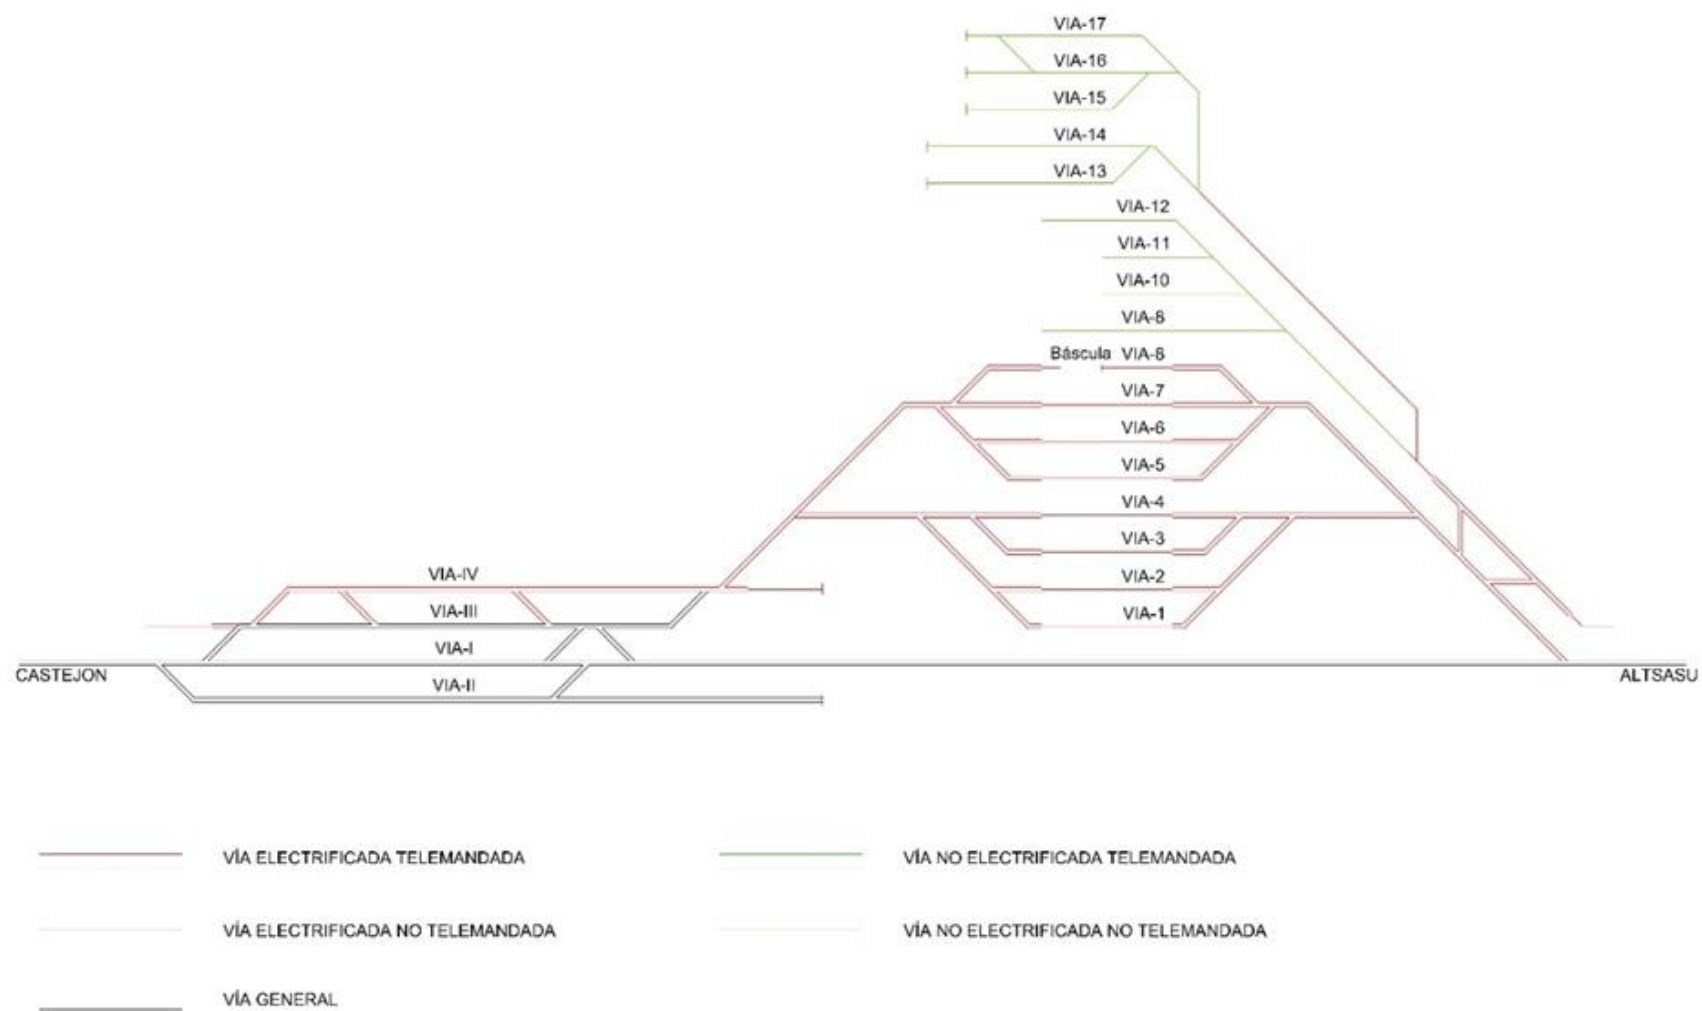 VIA-17
VIA-16
VIA-15
VIA-14
VIA-13
VIA-12
VIA-11
VIA-10
VIA-8
Báscula VIA-8
VIA-7
VIA-6
VIA-5
VIA-4
VIA-3
VIA-2
VIA-1
VIA-IV
VIA-III
VIA-I
VIA-II
CASTEJON
ALTSASU
VÍA ELECTRIFICADA TELEMANDADA
VÍA NO ELECTRIFICADA TELEMANDADA
VÍA ELECTRIFICADA NO TELEMANDADA
VÍA NO ELECTRIFICADA NO TELEMANDADA
VÍA GENERAL